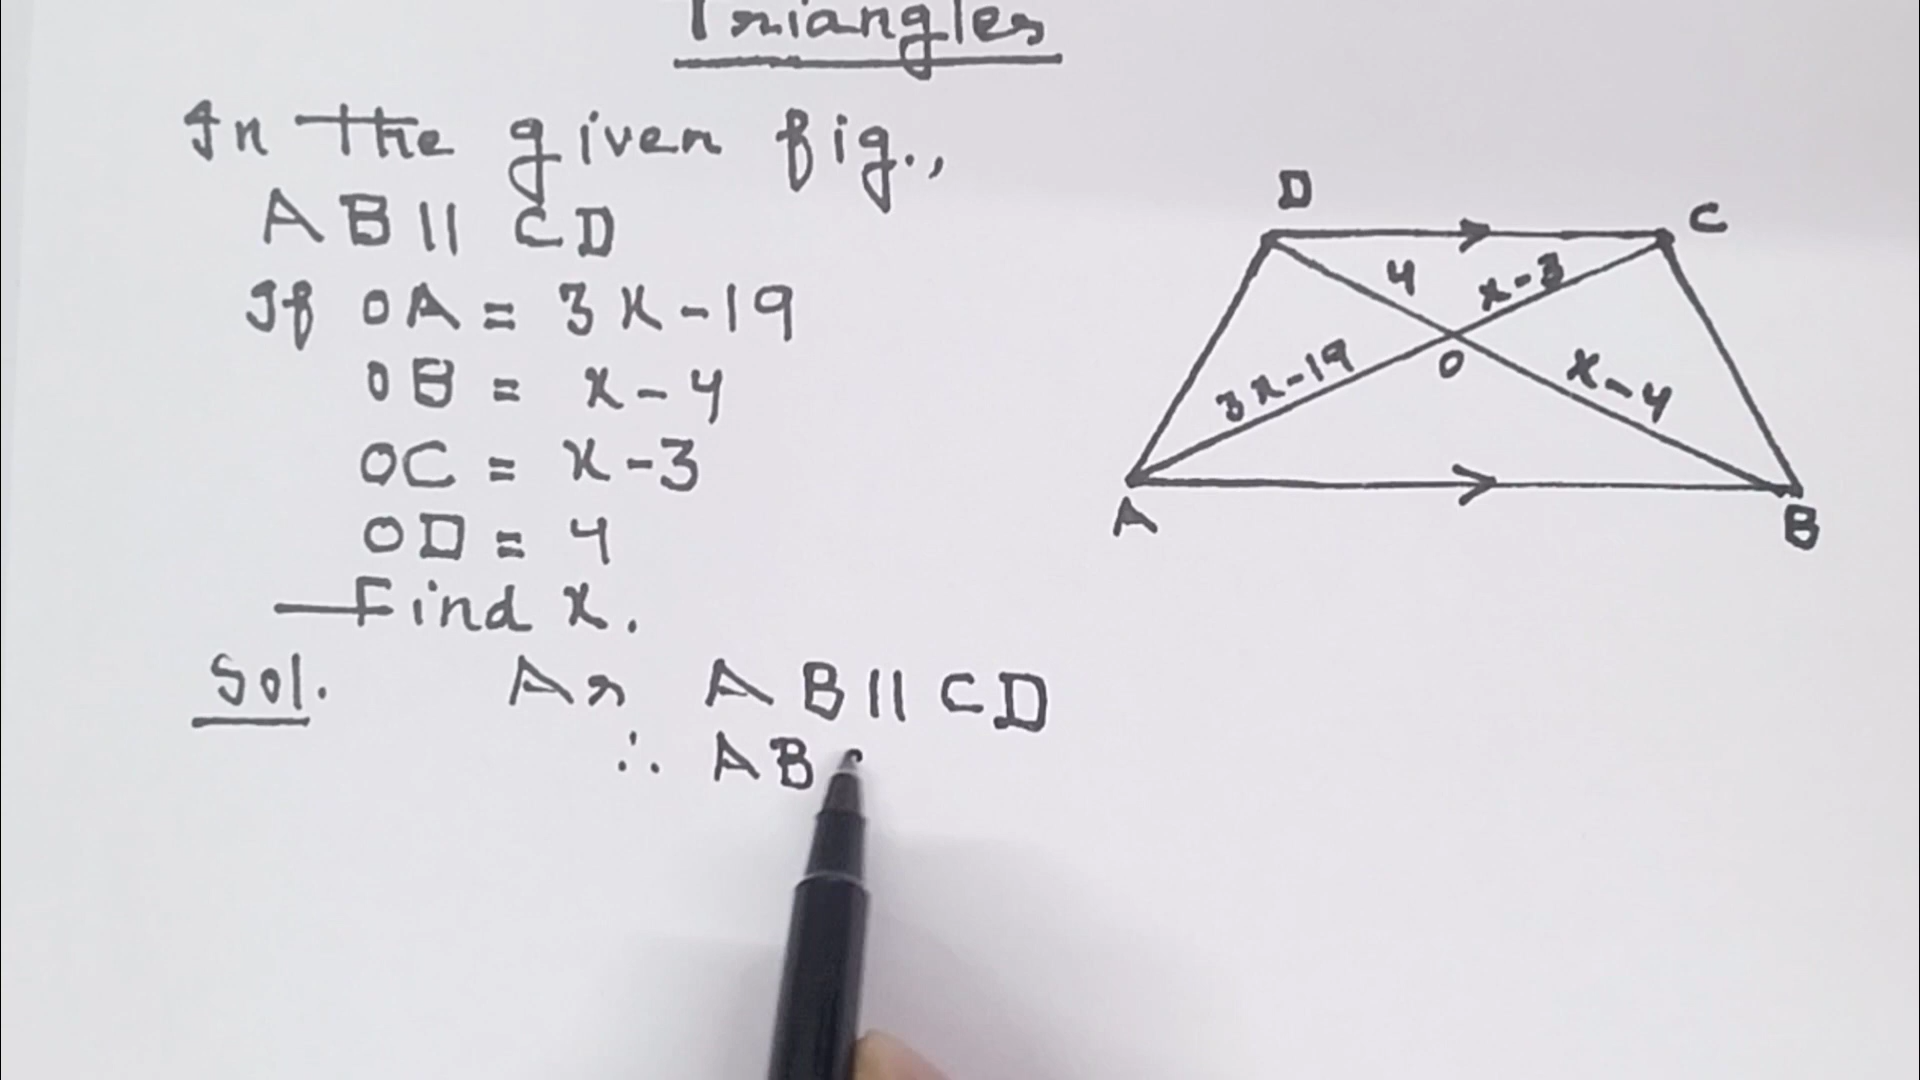 Triangles
In the given fig.,
AB || CD
If OA = 3x-19
OB = x-4
OC = x-3
OD = 4
Find x.
Sol. As AB || CD
∴ AB
D
C
4
x-3
3x-19
O
x-4
A
B